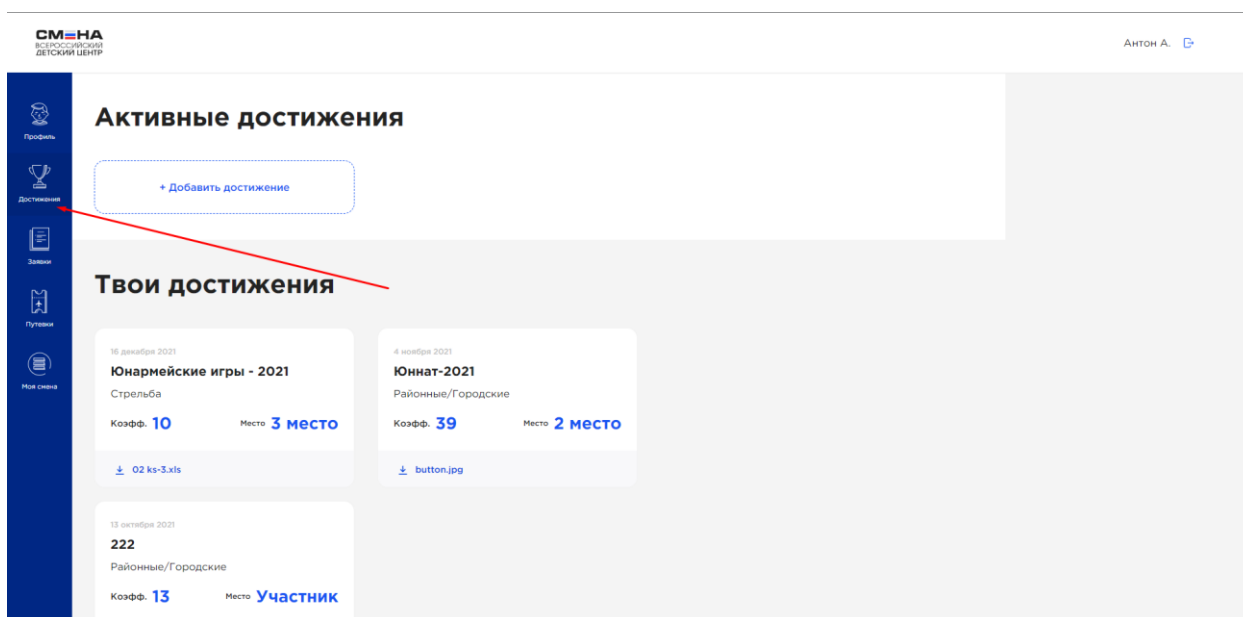 СМЕНА
ВСЕРОССИЙСКИЙ
ДЕТСКИЙ ЦЕНТР
Антон А.
Профиль
Достижения
Заявки
Путевки
Моя смена
Активные достижения
+ Добавить достижение
Твои достижения
16 декабря 2021
Юнармейские игры - 2021
Стрельба
Коэфф. 10 Место 3 место
02 ks-3.xls
4 ноября 2021
Юннат-2021
Районные/Городские
Коэфф. 39 Место 2 место
button.jpg
13 октября 2021
222
Районные/Городские
Коэфф. 13 Место Участник